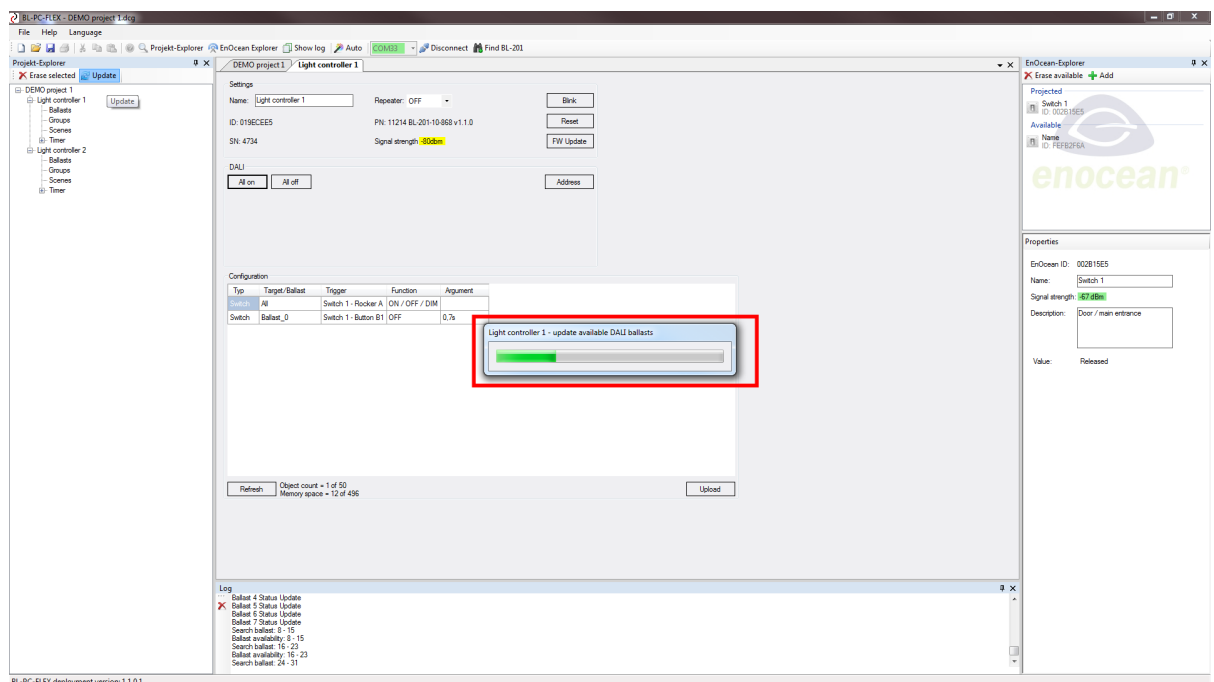 BL-PC-FLEX - DEMO project 1.dcg
File Help Language
Projekt-Explorer EnOcean Explorer Show log Auto COM33 Disconnect Find BL-201
Projekt-Explorer
Erase selected Update
Update
DEMO project 1
Light controller 1
Ballasts
Groups
Scenes
Timer
Light controller 2
Ballasts
Groups
Scenes
Timer
DEMO project 1 Light controller 1
Settings
Name: Light controller 1 Repeater: OFF Blink
ID: 019ECEE5 PN: 11214 BL-201-10-868 v1.1.0 Reset
SN: 4734 Signal strength -80dbm FW Update
DALI
All on All off Address
Configuration
Typ Target/Ballast Trigger Function Argument
Switch All Switch 1 - Rocker A ON / OFF / DIM
Switch Ballast_0 Switch 1 - Button B1 OFF 0,7s
Light controller 1 - update available DALI ballasts
Refresh Object count = 1 of 50
Memory space = 12 of 496
Upload
Log
Ballast 4 Status Update
Ballast 5 Status Update
Ballast 6 Status Update
Ballast 7 Status Update
Search ballast: 8 - 15
Ballast availability: 8 - 15
Search ballast: 16 - 23
Ballast availability: 16 - 23
Search ballast: 24 - 31
EnOcean-Explorer
Erase available Add
Projected
Switch 1
ID: 002B15E5
Available
Name
ID: FEFB2F6A
enocean®
Properties
EnOcean ID: 002B15E5
Name: Switch 1
Signal strength: -67 dBm
Description: Door / main entrance
Value: Released
BL-PC-FLEX deployment version: 1.1.0.1